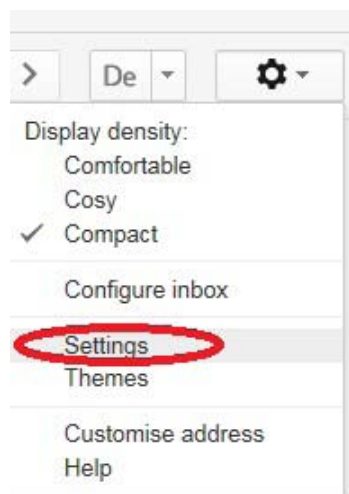 De
Display density:
Comfortable
Cosy
Compact
Configure inbox
Settings
Themes
Customise address
Help